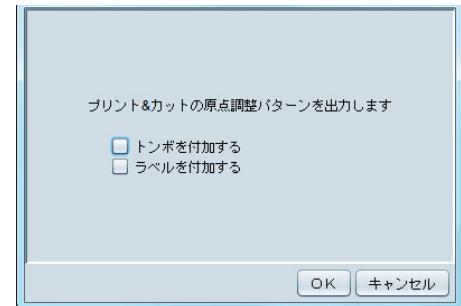 プリント&カットの原点調整パターンを出力します
トンボを付加する
ラベルを付加する
OK キャンセル